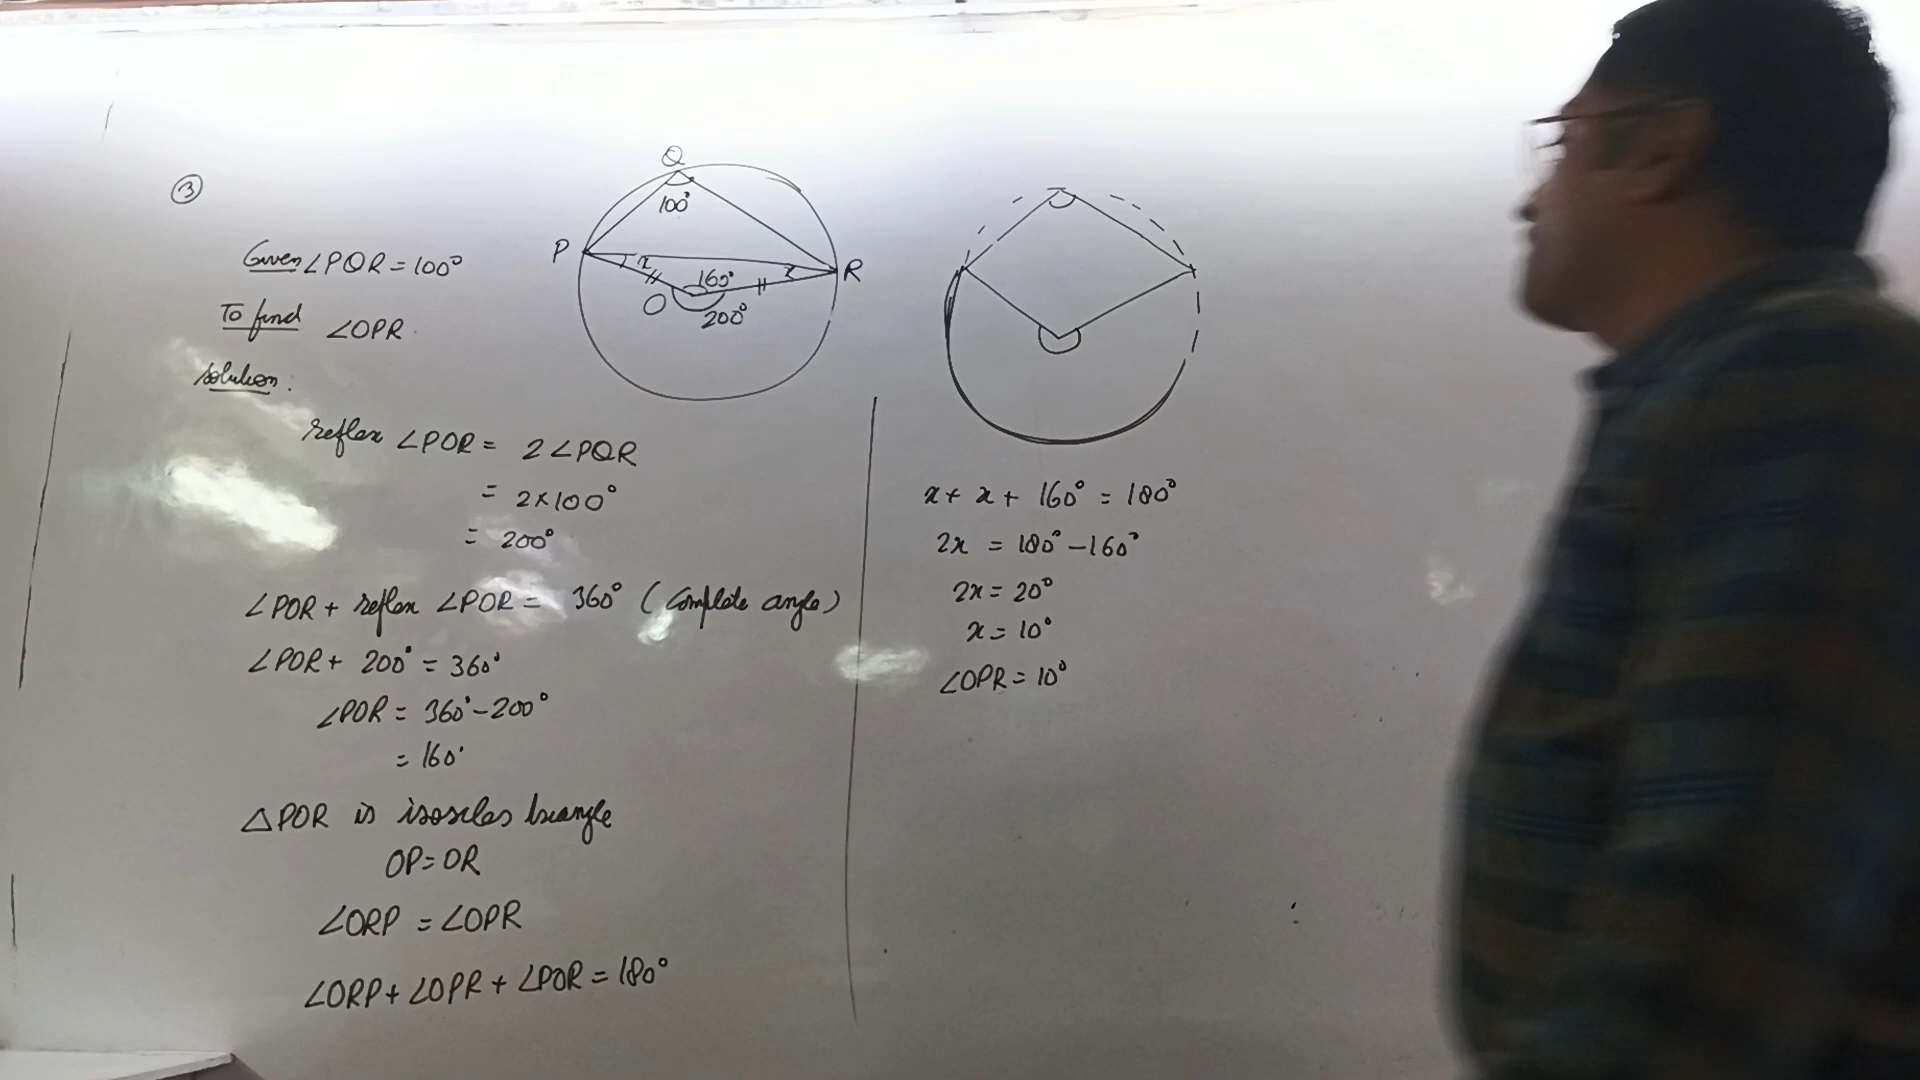 3
Given ∠PQR = 100°
To find ∠OPR
Solution:
Q
100°
P
x
160°
x
R
O
200°
reflex ∠POR = 2∠PQR
= 2×100°
= 200°
∠POR + reflex ∠POR = 360° (Complete angle)
∠POR + 200° = 360°
∠POR = 360° - 200°
= 160°
△POR is isosceles triangle
OP = OR
∠ORP = ∠OPR
∠ORP + ∠OPR + ∠POR = 180°
x + x + 160° = 180°
2x = 180° - 160°
2x = 20°
x = 10°
∠OPR = 10°